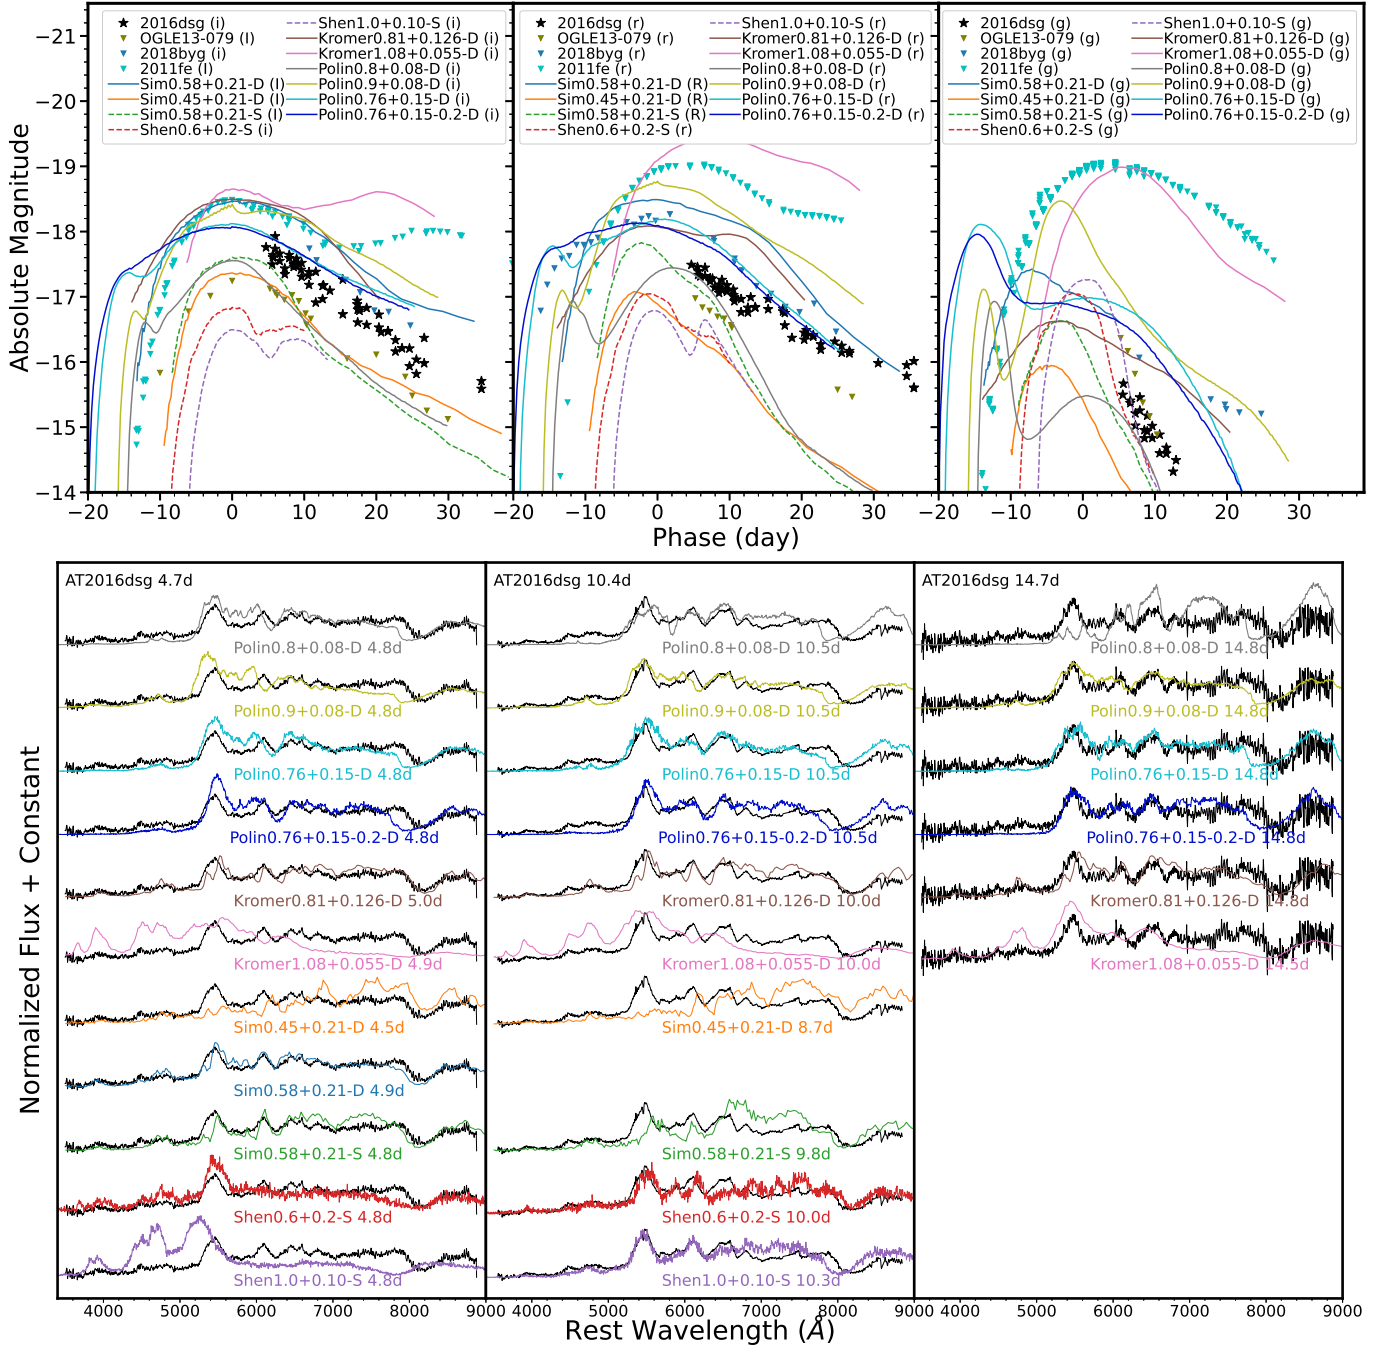 Absolute Magnitude
−21
−20
−19
−18
−17
−16
−15
−14
2016dsg (i)
OGLE13-079 (I)
2018byg (i)
2011fe (I)
Sim0.58+0.21-D (I)
Sim0.45+0.21-D (I)
Sim0.58+0.21-S (I)
Shen0.6+0.2-S (i)
Shen1.0+0.10-S (i)
Kromer0.81+0.126-D (i)
Kromer1.08+0.055-D (i)
Polin0.8+0.08-D (i)
Polin0.9+0.08-D (i)
Polin0.76+0.15-D (i)
Polin0.76+0.15-0.2-D (i)
2016dsg (r)
OGLE13-079 (r)
2018byg (r)
2011fe (r)
Sim0.58+0.21-D (R)
Sim0.45+0.21-D (R)
Sim0.58+0.21-S (R)
Shen0.6+0.2-S (r)
Shen1.0+0.10-S (r)
Kromer0.81+0.126-D (r)
Kromer1.08+0.055-D (r)
Polin0.8+0.08-D (r)
Polin0.9+0.08-D (r)
Polin0.76+0.15-D (r)
Polin0.76+0.15-0.2-D (r)
2016dsg (g)
OGLE13-079 (g)
2018byg (g)
2011fe (g)
Sim0.58+0.21-D (g)
Sim0.45+0.21-D (g)
Sim0.58+0.21-S (g)
Shen0.6+0.2-S (g)
Shen1.0+0.10-S (g)
Kromer0.81+0.126-D (g)
Kromer1.08+0.055-D (g)
Polin0.8+0.08-D (g)
Polin0.9+0.08-D (g)
Polin0.76+0.15-D (g)
Polin0.76+0.15-0.2-D (g)
−20 −10 0 10 20 30 −20 −10 0 10 20 30 −20 −10 0 10 20 30
Phase (day)
Normalized Flux + Constant
AT2016dsg 4.7d
Polin0.8+0.08-D 4.8d
Polin0.9+0.08-D 4.8d
Polin0.76+0.15-D 4.8d
Polin0.76+0.15-0.2-D 4.8d
Kromer0.81+0.126-D 5.0d
Kromer1.08+0.055-D 4.9d
Sim0.45+0.21-D 4.5d
Sim0.58+0.21-D 4.9d
Sim0.58+0.21-S 4.8d
Shen0.6+0.2-S 4.8d
Shen1.0+0.10-S 4.8d
AT2016dsg 10.4d
Polin0.8+0.08-D 10.5d
Polin0.9+0.08-D 10.5d
Polin0.76+0.15-D 10.5d
Polin0.76+0.15-0.2-D 10.5d
Kromer0.81+0.126-D 10.0d
Kromer1.08+0.055-D 10.0d
Sim0.45+0.21-D 8.7d
Sim0.58+0.21-S 9.8d
Shen0.6+0.2-S 10.0d
Shen1.0+0.10-S 10.3d
AT2016dsg 14.7d
Polin0.8+0.08-D 14.8d
Polin0.9+0.08-D 14.8d
Polin0.76+0.15-D 14.8d
Polin0.76+0.15-0.2-D 14.8d
Kromer0.81+0.126-D 14.8d
Kromer1.08+0.055-D 14.5d
4000 5000 6000 7000 8000 9000 4000 5000 6000 7000 8000 9000 4000 5000 6000 7000 8000 9000
Rest Wavelength (Å)